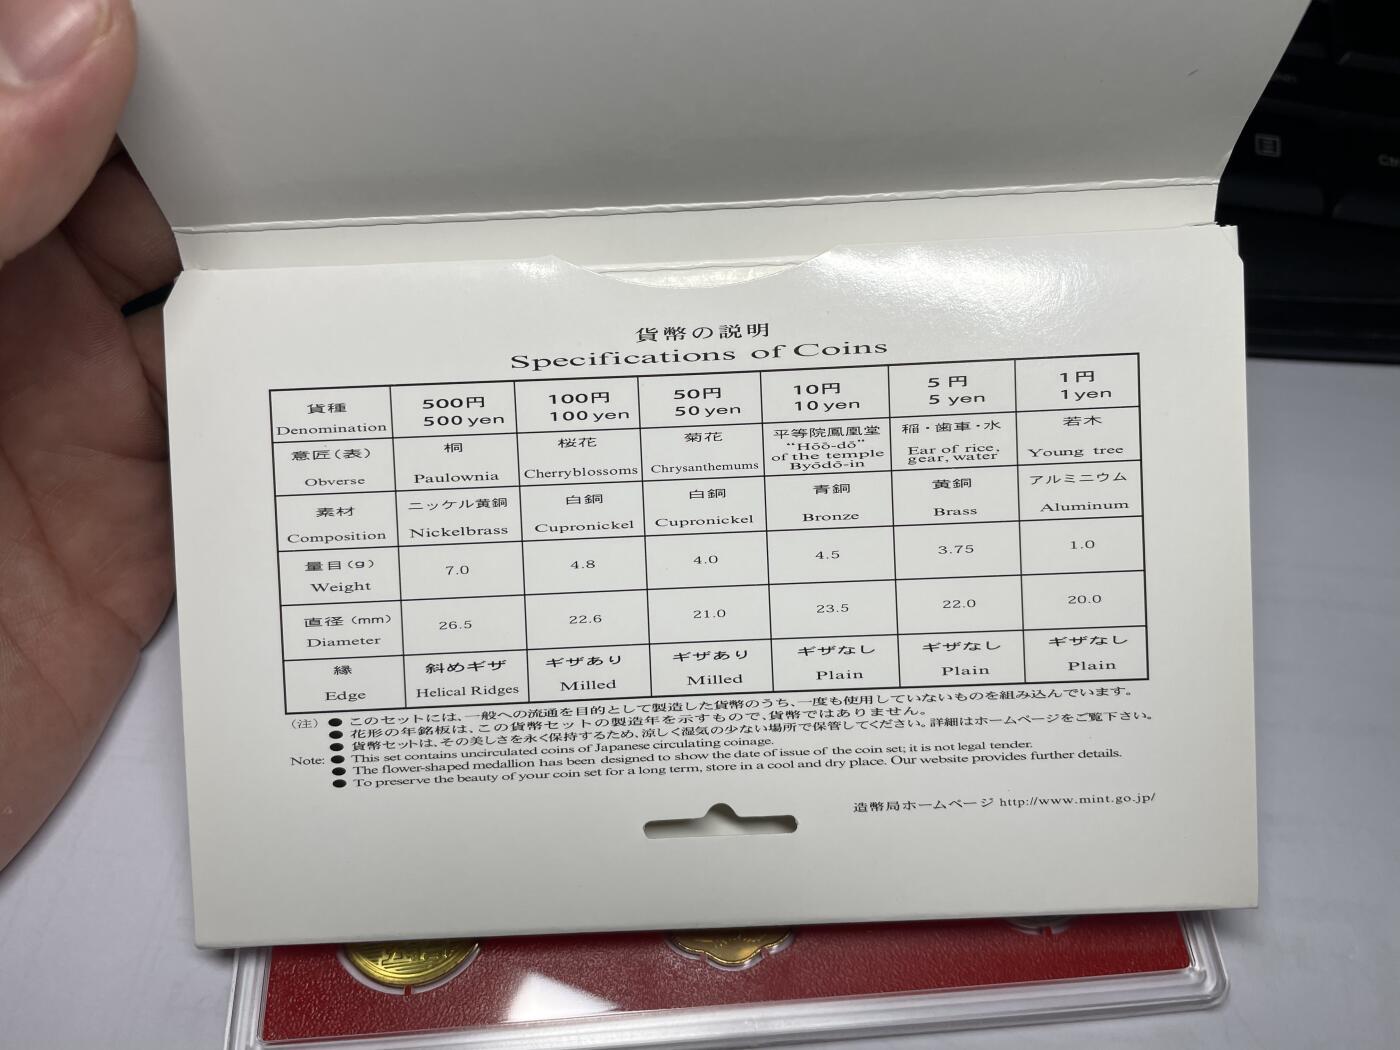 貨幣の説明
Specifications of Coins
貨種 500円 100円 50円 10円 5円 1円
Denomination 500 yen 100 yen 50 yen 10 yen 5 yen 1 yen
意匠(表) 桐 桜花 菊花 平等院鳳凰堂 稲・歯車・水 若木
Obverse Paulownia Cherryblossoms Chrysanthemums "Hōō-dō" of the temple Byōdō-in Ear of rice, gear, water Young tree
素材 ニッケル黄銅 白銅 白銅 青銅 黄銅 アルミニウム
Composition Nickelbrass Cupronickel Cupronickel Bronze Brass Aluminum
量目(g) 7.0 4.8 4.0 4.5 3.75 1.0
Weight
直径(mm) 26.5 22.6 21.0 23.5 22.0 20.0
Diameter
縁 斜めギザ ギザあり ギザあり ギザなし ギザなし ギザなし
Edge Helical Ridges Milled Milled Plain Plain Plain
(注) ● このセットには、一般への流通を目的として製造した貨幣のうち、一度も使用していないものを組み込んでいます。
● 花形の年銘板は、この貨幣セットの製造年を示すもので、貨幣ではありません。
● 貨幣セットは、その美しさを永く保持するため、涼しく湿気の少ない場所で保管してください。詳細はホームページをご覧下さい。
Note: ● This set contains uncirculated coins of Japanese circulating coinage.
● The flower-shaped medallion has been designed to show the date of issue of the coin set; it is not legal tender.
● To preserve the beauty of your coin set for a long term, store in a cool and dry place. Our website provides further details.
造幣局ホームページ http://www.mint.go.jp/